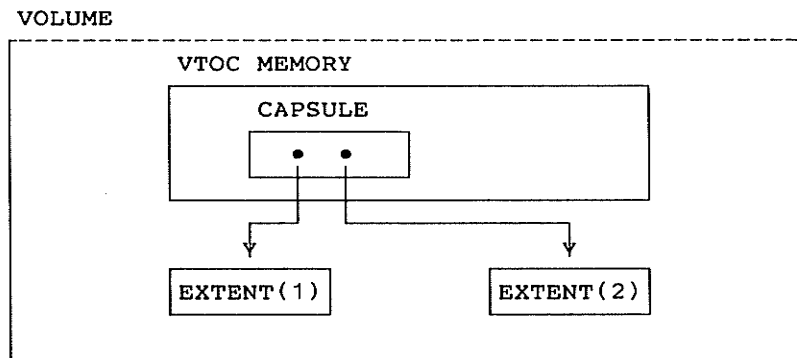 VOLUME
VTOC MEMORY
CAPSULE
EXTENT(1)
EXTENT(2)